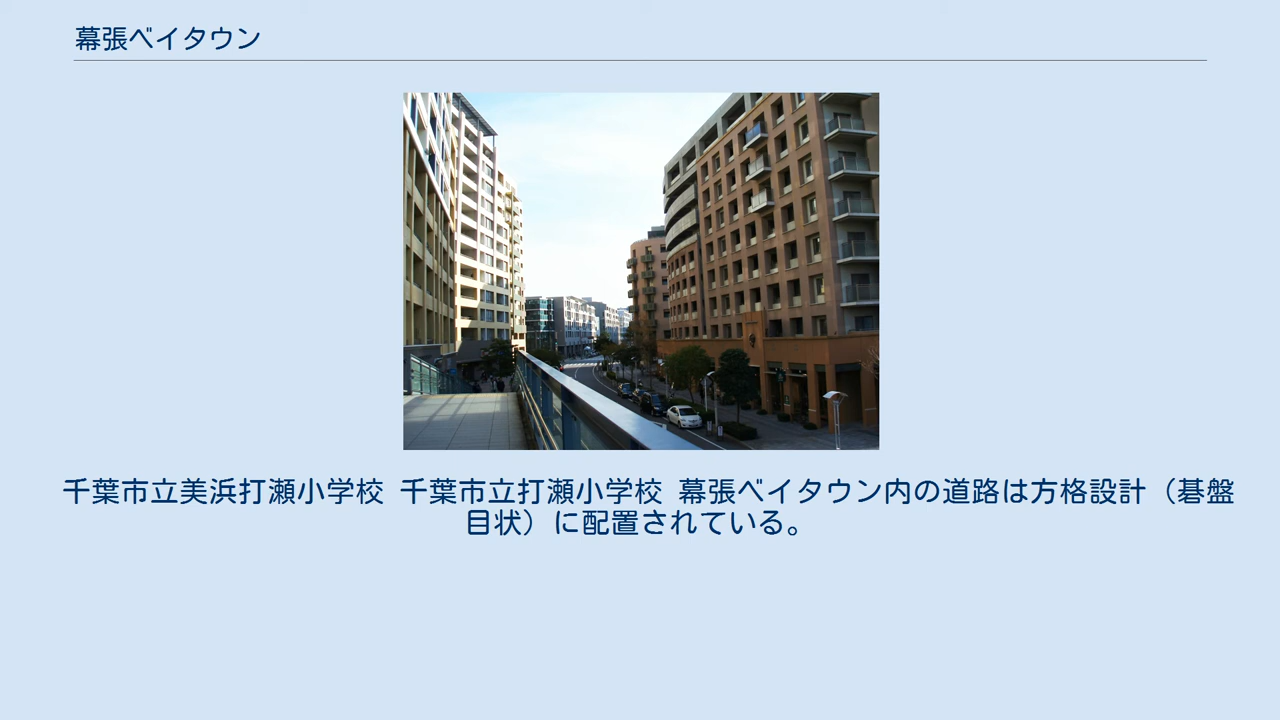 幕張ベイタウン
千葉市立美浜打瀬小学校 千葉市立打瀬小学校 幕張ベイタウン内の道路は方格設計（碁盤
目状）に配置されている。